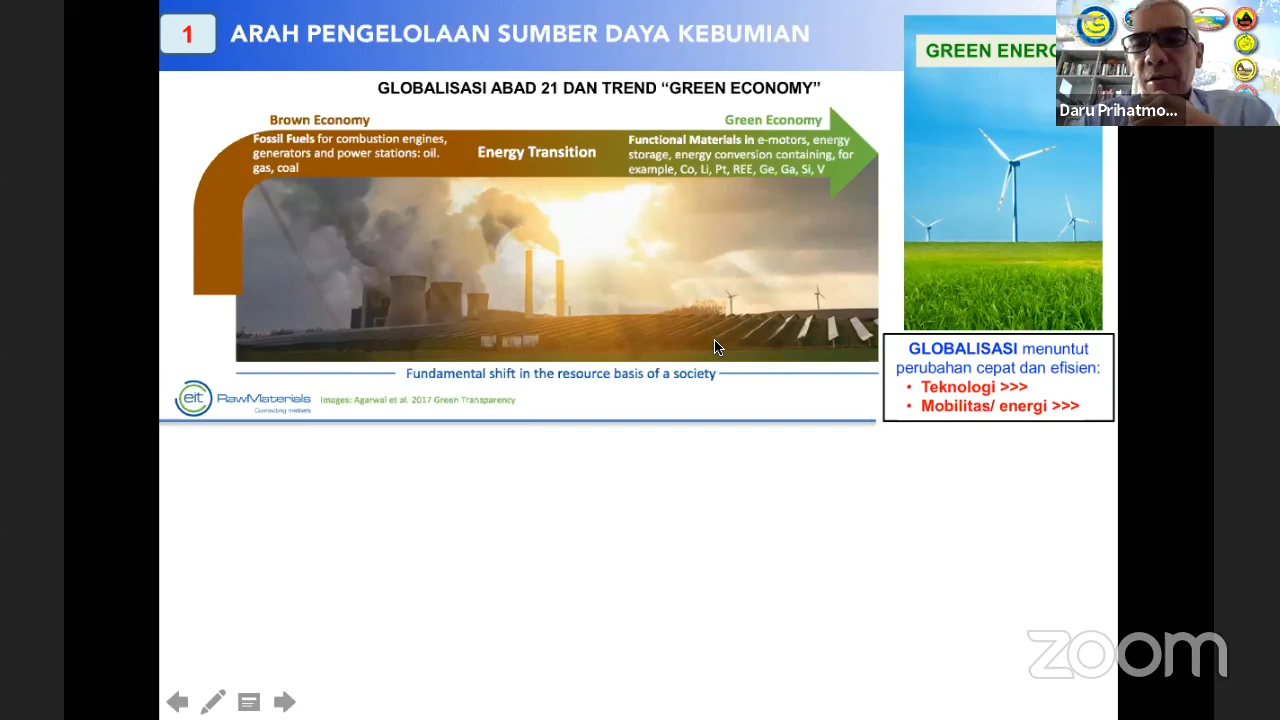 1
ARAH PENGELOLAAN SUMBER DAYA KEBUMIAN
GLOBALISASI ABAD 21 DAN TREND “GREEN ECONOMY”
Brown Economy
Fossil Fuels for combustion engines,
generators and power stations: oil.
gas, coal
Energy Transition
Green Economy
Functional Materials in e-motors, energy
storage, energy conversion containing, for
example, Co, Li, Pt, REE, Ge, Ga, Si, V
Fundamental shift in the resource basis of a society
eit RawMaterials
Connecting matters
Images: Agarwal et al. 2017 Green Transparency
GREEN ENERG
Daru Prihatmo...
GLOBALISASI menuntut
perubahan cepat dan efisien:
• Teknologi >>>
• Mobilitas/ energi >>>
zoom